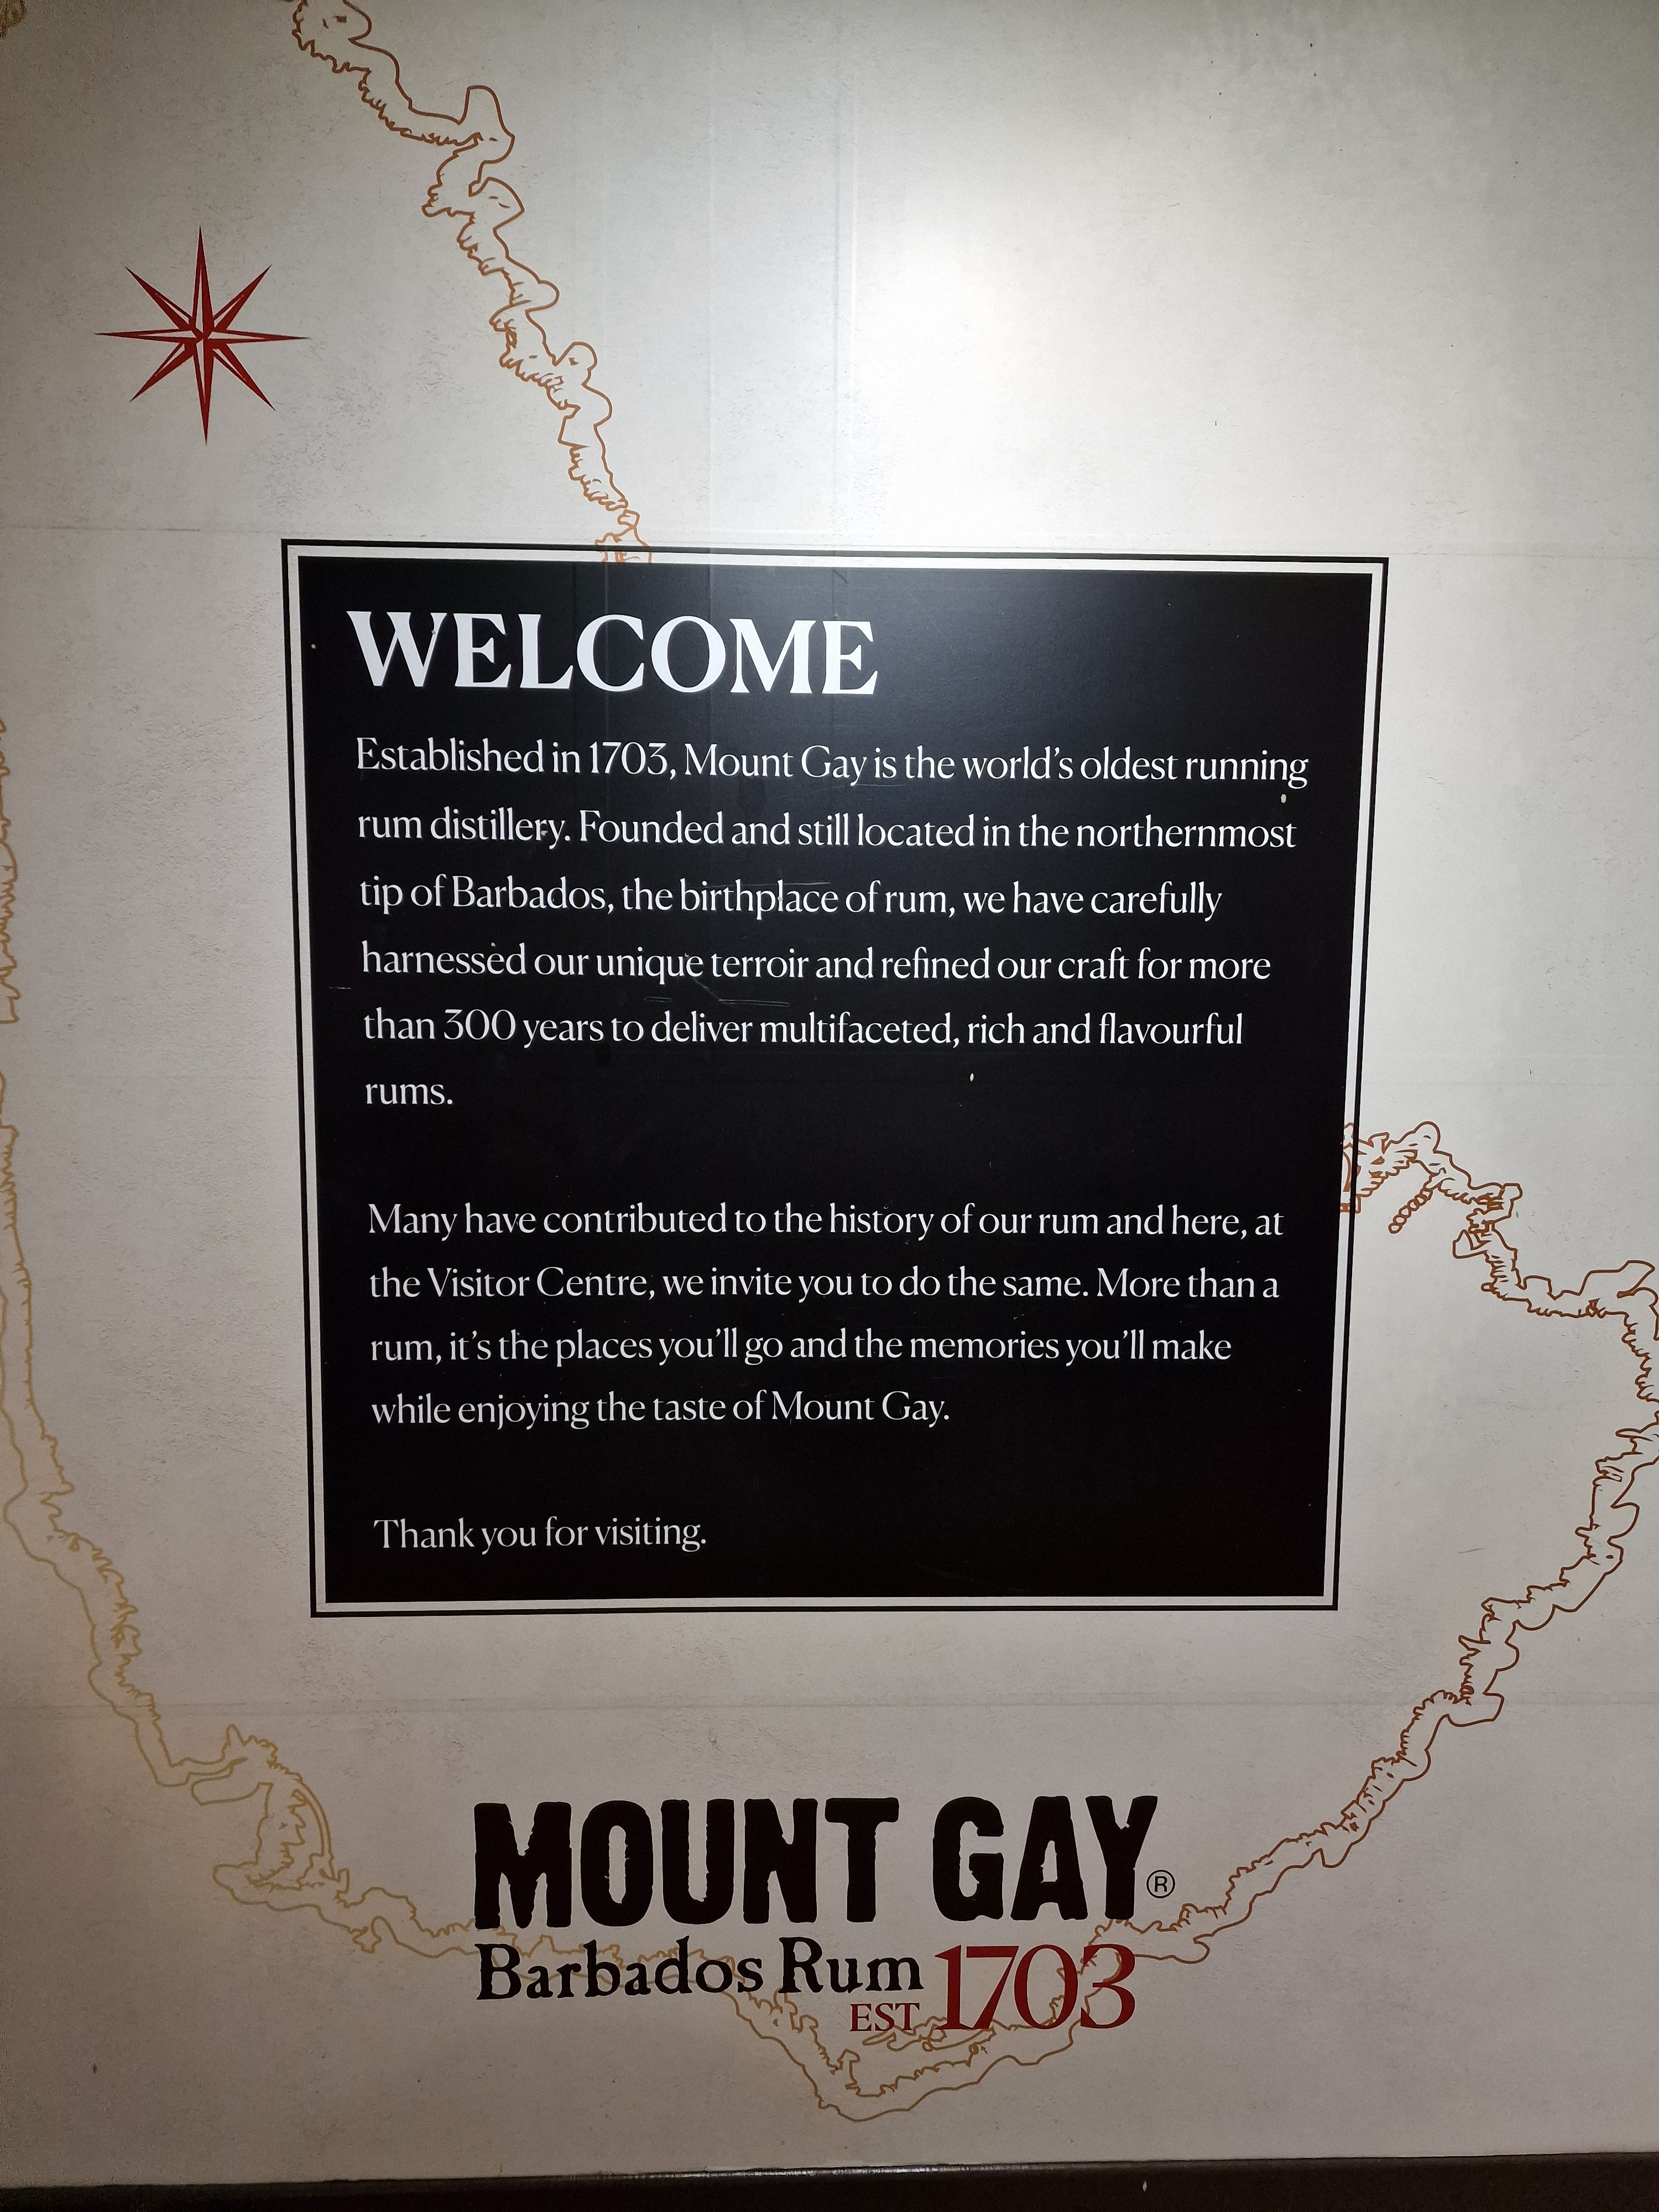 WELCOME
Established in 1703, Mount Gay is the world's oldest running
rum distillery. Founded and still located in the northernmost
tip of Barbados, the birthplace of rum, we have carefully
harnessed our unique terroir and refined our craft for more
than 300 years to deliver multifaceted, rich and flavourful
rums.
Many have contributed to the history of our rum and here, at
the Visitor Centre, we invite you to do the same. More than a
rum, it's the places you'll go and the memories you'll make
while enjoying the taste of Mount Gay.
Thank you for visiting.
MOUNT GAY®
Barbados Rum
EST 1703